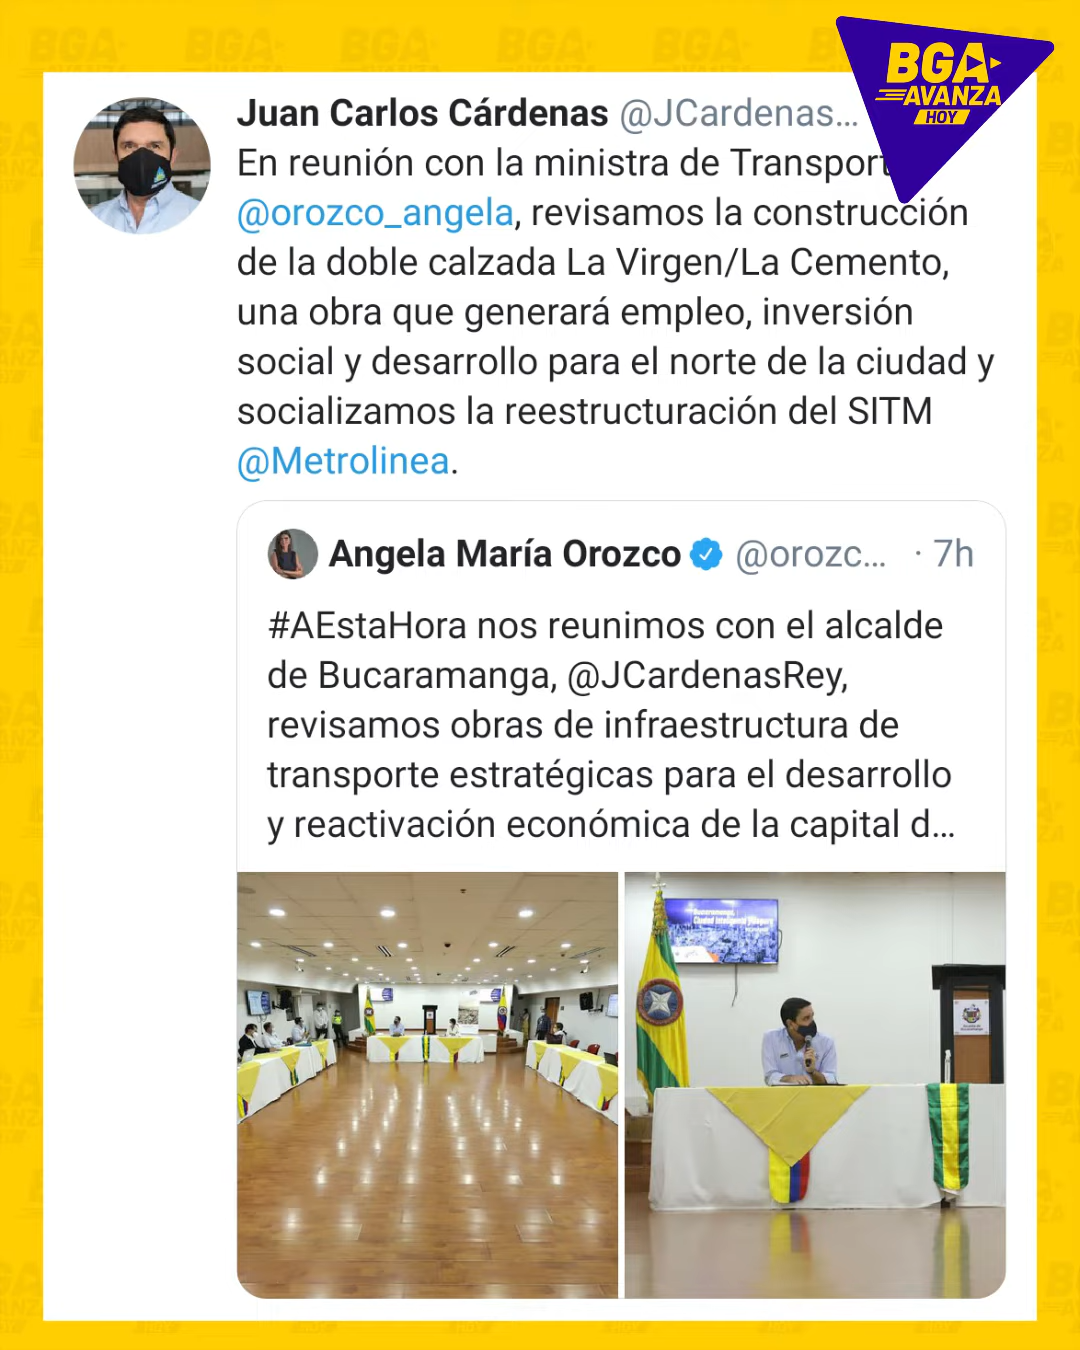 BGA
AVANZA
HOY
Juan Carlos Cárdenas @JCardenas...
En reunión con la ministra de Transport
@orozco_angela, revisamos la construcción
de la doble calzada La Virgen/La Cemento,
una obra que generará empleo, inversión
social y desarrollo para el norte de la ciudad y
socializamos la reestructuración del SITM
@Metrolinea.
Angela María Orozco @orozc... · 7h
#AEstaHora nos reunimos con el alcalde
de Bucaramanga, @JCardenasRey,
revisamos obras de infraestructura de
transporte estratégicas para el desarrollo
y reactivación económica de la capital d...
Bucaramanga,
Ciudad Inteligente